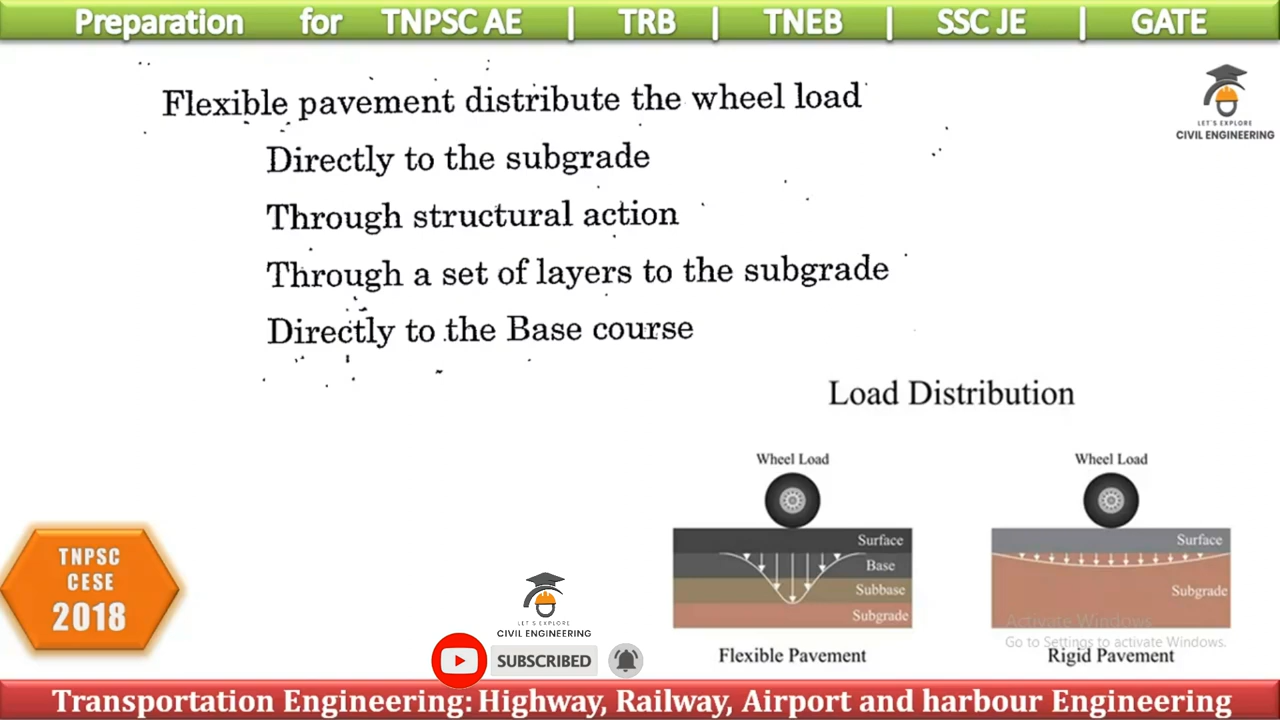 Preparation for TNPSC AE | TRB | TNEB | SSC JE | GATE
LET'S EXPLORE
CIVIL ENGINEERING
Flexible pavement distribute the wheel load
Directly to the subgrade
Through structural action
Through a set of layers to the subgrade
Directly to the Base course
Load Distribution
Wheel Load
Surface
Base
Subbase
Subgrade
Flexible Pavement
Wheel Load
Surface
Subgrade
Rigid Pavement
Activate Windows
Go to Settings to activate Windows.
TNPSC
CESE
2018
LET'S EXPLORE
CIVIL ENGINEERING
SUBSCRIBED
Transportation Engineering: Highway, Railway, Airport and harbour Engineering